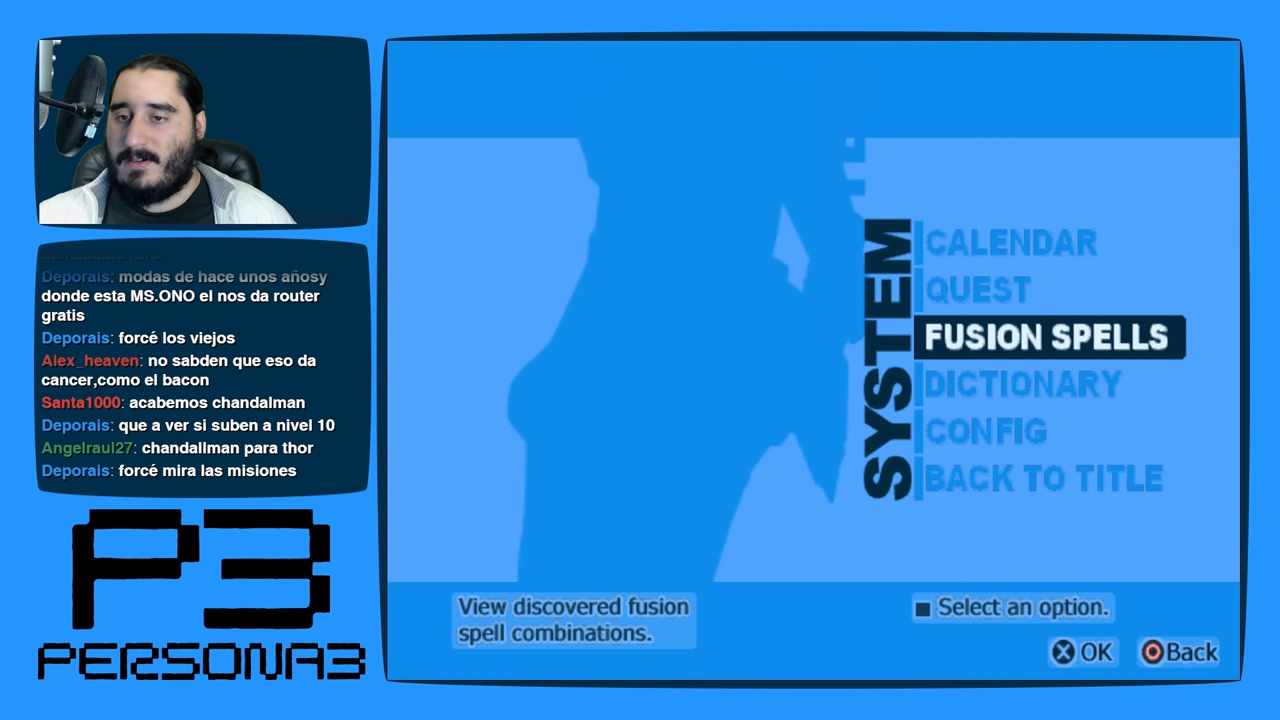 Deporais: modas de hace unos añosy
donde esta MS.ONO el nos da router
gratis
Deporais: forcé los viejos
Alex_heaven: no sabden que eso da
cancer,como el bacon
Santa1000: acabemos chandalman
Deporais: que a ver si suben a nivel 10
Angelraul27: chandallman para thor
Deporais: forcé mira las misiones
P3
PERSONA3
SYSTEM
CALENDAR
QUEST
FUSION SPELLS
DICTIONARY
CONFIG
BACK TO TITLE
View discovered fusion
spell combinations.
Select an option.
OK Back